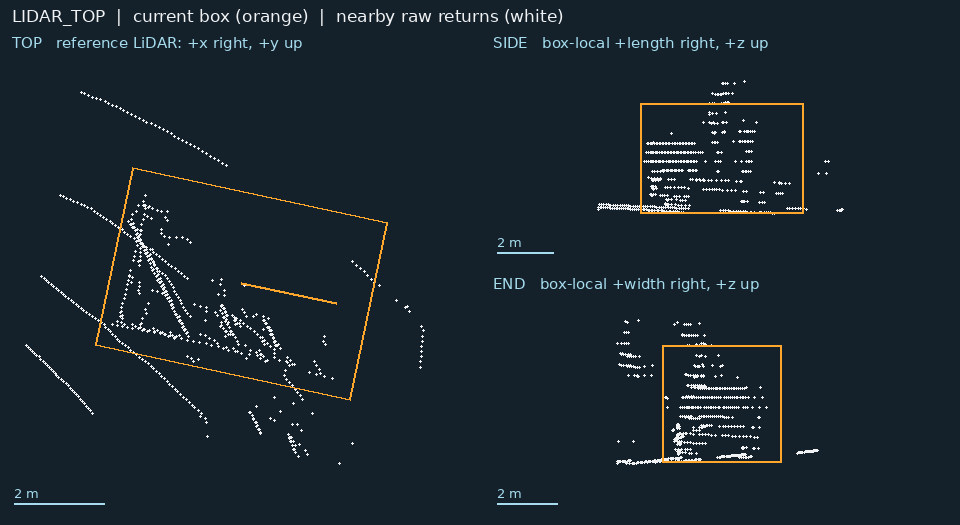 LIDAR_TOP  |  current box (orange)  |  nearby raw returns (white)
TOP   reference LiDAR: +x right, +y up
SIDE   box-local +length right, +z up
2 m
END   box-local +width right, +z up
2 m
2 m